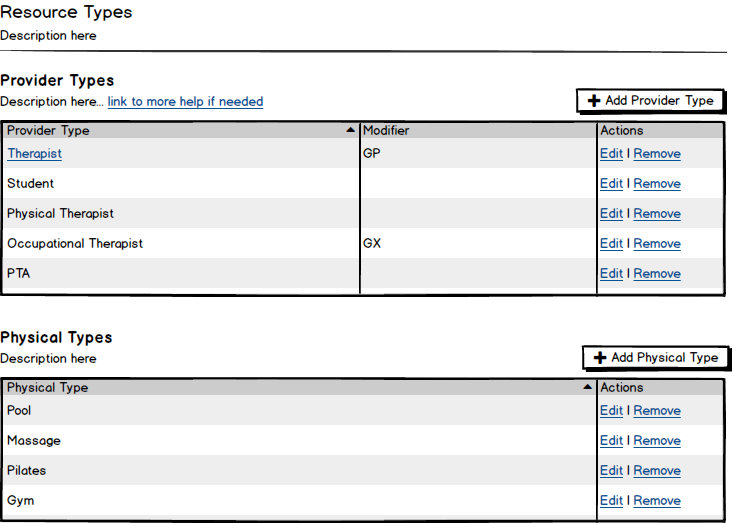 Resource Types
Description here
Provider Types
Description here... link to more help if needed
Add Provider Type
Provider Type Modifier Actions
Therapist GP Edit | Remove
Student Edit | Remove
Physical Therapist Edit | Remove
Occupational Therapist GX Edit | Remove
PTA Edit | Remove
Physical Types
Description here
Add Physical Type
Physical Type Actions
Pool Edit | Remove
Massage Edit | Remove
Pilates Edit | Remove
Gym Edit | Remove